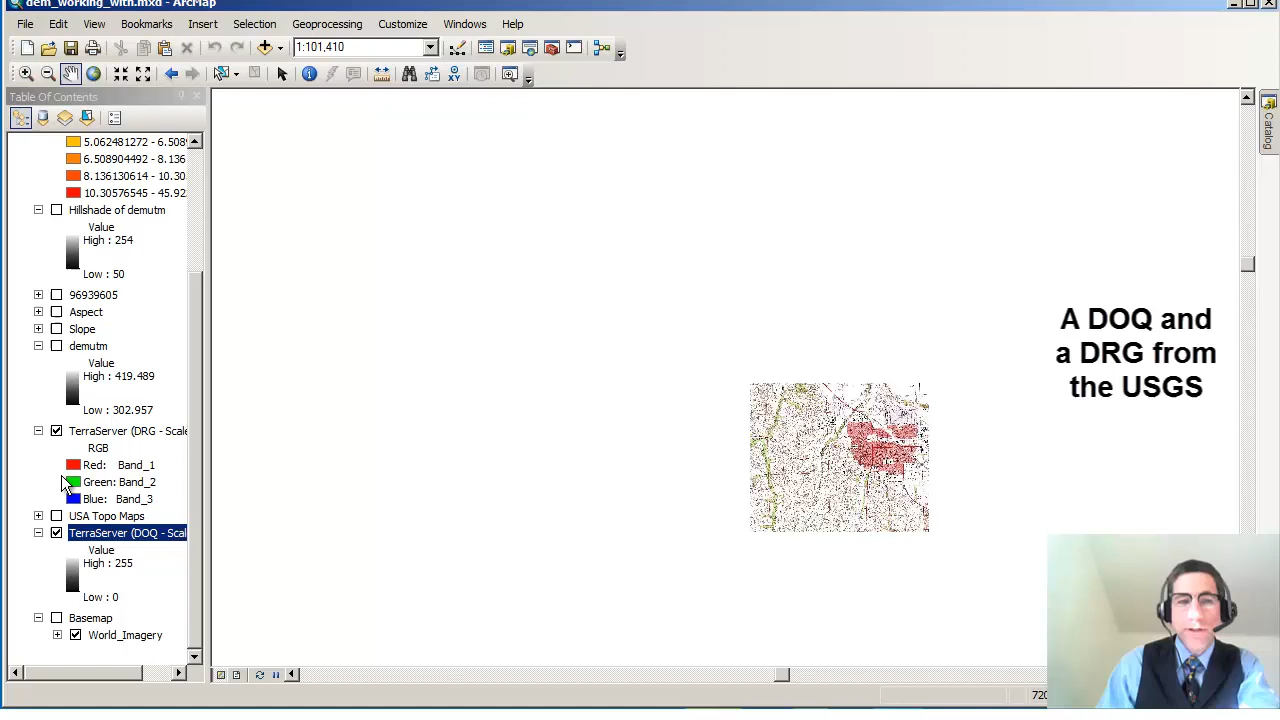 dem_working_with.mxd - ArcMap
File Edit View Bookmarks Insert Selection Geoprocessing Customize Windows Help
1:101,410
Table Of Contents
5.062481272 - 6.508
6.508904492 - 8.136
8.136130614 - 10.30
10.30576545 - 45.92
Hillshade of demutm
Value
High : 254
Low : 50
96939605
Aspect
Slope
demutm
Value
High : 419.489
Low : 302.957
TerraServer (DRG - Scale
RGB
Red: Band_1
Green: Band_2
Blue: Band_3
USA Topo Maps
TerraServer (DOQ - Scal
Value
High : 255
Low : 0
Basemap
World_Imagery
Catalog
A DOQ and
a DRG from
the USGS
720